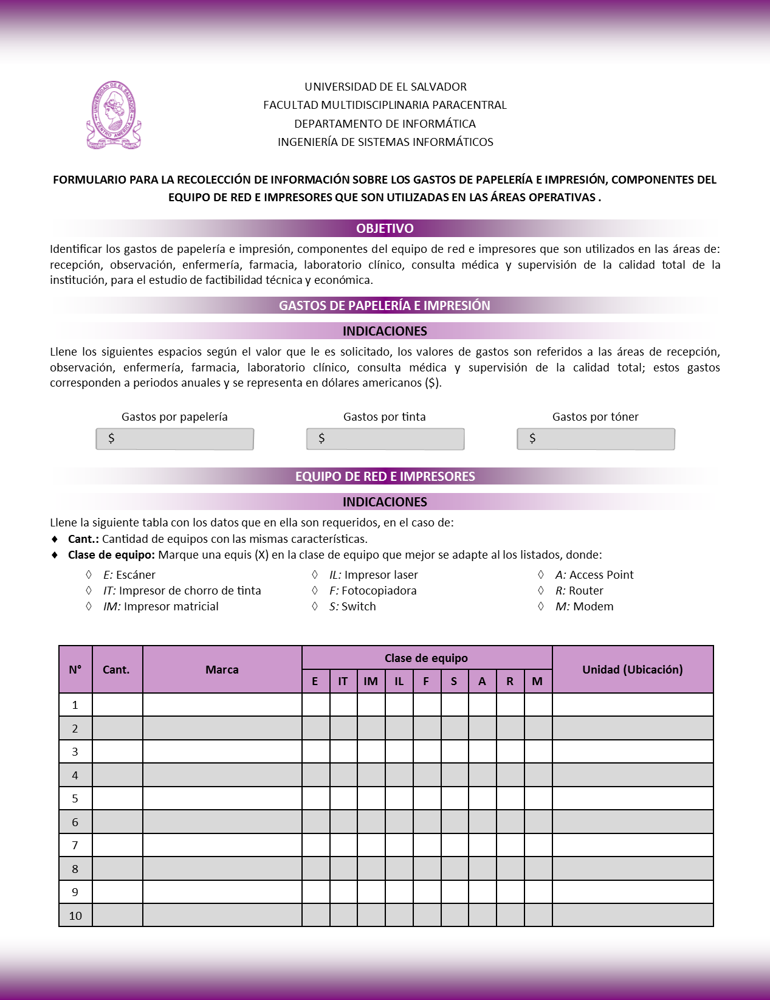 UNIVERSIDAD DE EL SALVADOR
CENTRO AMÉRICA
HACIA LA LIBERTAD POR LA CULTURA
UNIVERSIDAD DE EL SALVADOR
FACULTAD MULTIDISCIPLINARIA PARACENTRAL
DEPARTAMENTO DE INFORMÁTICA
INGENIERÍA DE SISTEMAS INFORMÁTICOS
FORMULARIO PARA LA RECOLECCIÓN DE INFORMACIÓN SOBRE LOS GASTOS DE PAPELERÍA E IMPRESIÓN, COMPONENTES DEL
EQUIPO DE RED E IMPRESORES QUE SON UTILIZADAS EN LAS ÁREAS OPERATIVAS .
OBJETIVO
Identificar los gastos de papelería e impresión, componentes del equipo de red e impresores que son utilizados en las áreas de:
recepción, observación, enfermería, farmacia, laboratorio clínico, consulta médica y supervisión de la calidad total de la
institución, para el estudio de factibilidad técnica y económica.
GASTOS DE PAPELERÍA E IMPRESIÓN
INDICACIONES
Llene los siguientes espacios según el valor que le es solicitado, los valores de gastos son referidos a las áreas de recepción,
observación, enfermería, farmacia, laboratorio clínico, consulta médica y supervisión de la calidad total; estos gastos
corresponden a periodos anuales y se representa en dólares americanos ($).
Gastos por papelería Gastos por tinta Gastos por tóner
$ $ $
EQUIPO DE RED E IMPRESORES
INDICACIONES
Llene la siguiente tabla con los datos que en ella son requeridos, en el caso de:
♦ Cant.: Cantidad de equipos con las mismas características.
♦ Clase de equipo: Marque una equis (X) en la clase de equipo que mejor se adapte al los listados, donde:
◊ E: Escáner ◊ IL: Impresor laser ◊ A: Access Point
◊ IT: Impresor de chorro de tinta ◊ F: Fotocopiadora ◊ R: Router
◊ IM: Impresor matricial ◊ S: Switch ◊ M: Modem
N° Cant. Marca Clase de equipo Unidad (Ubicación)
E IT IM IL F S A R M
1
2
3
4
5
6
7
8
9
10